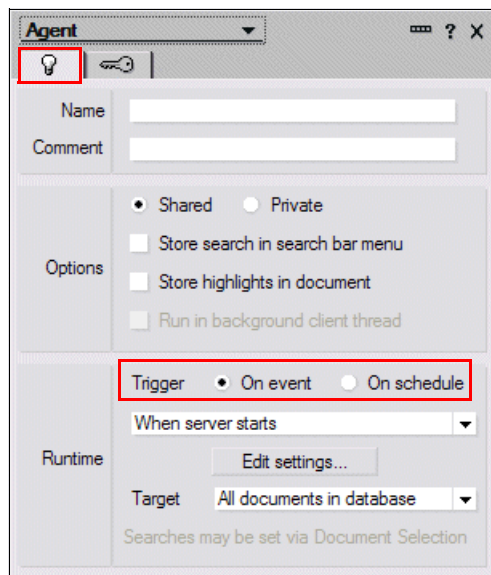 Agent ? X
Name
Comment
Shared Private
Store search in search bar menu
Options
Store highlights in document
Run in background client thread
Trigger On event On schedule
When server starts
Runtime Edit settings...
Target All documents in database
Searches may be set via Document Selection